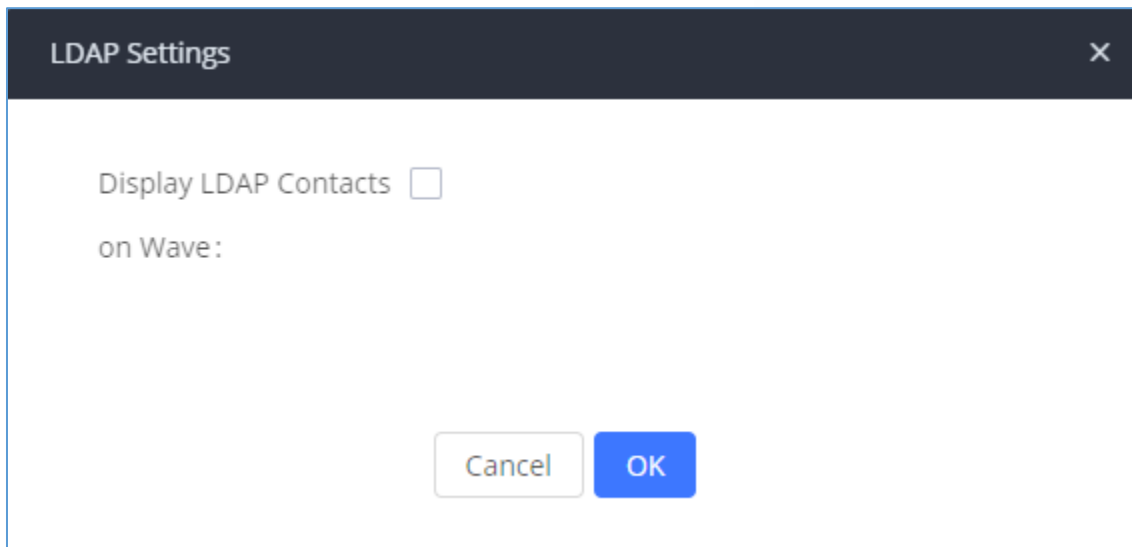 LDAP Settings
Display LDAP Contacts
on Wave:
Cancel
OK